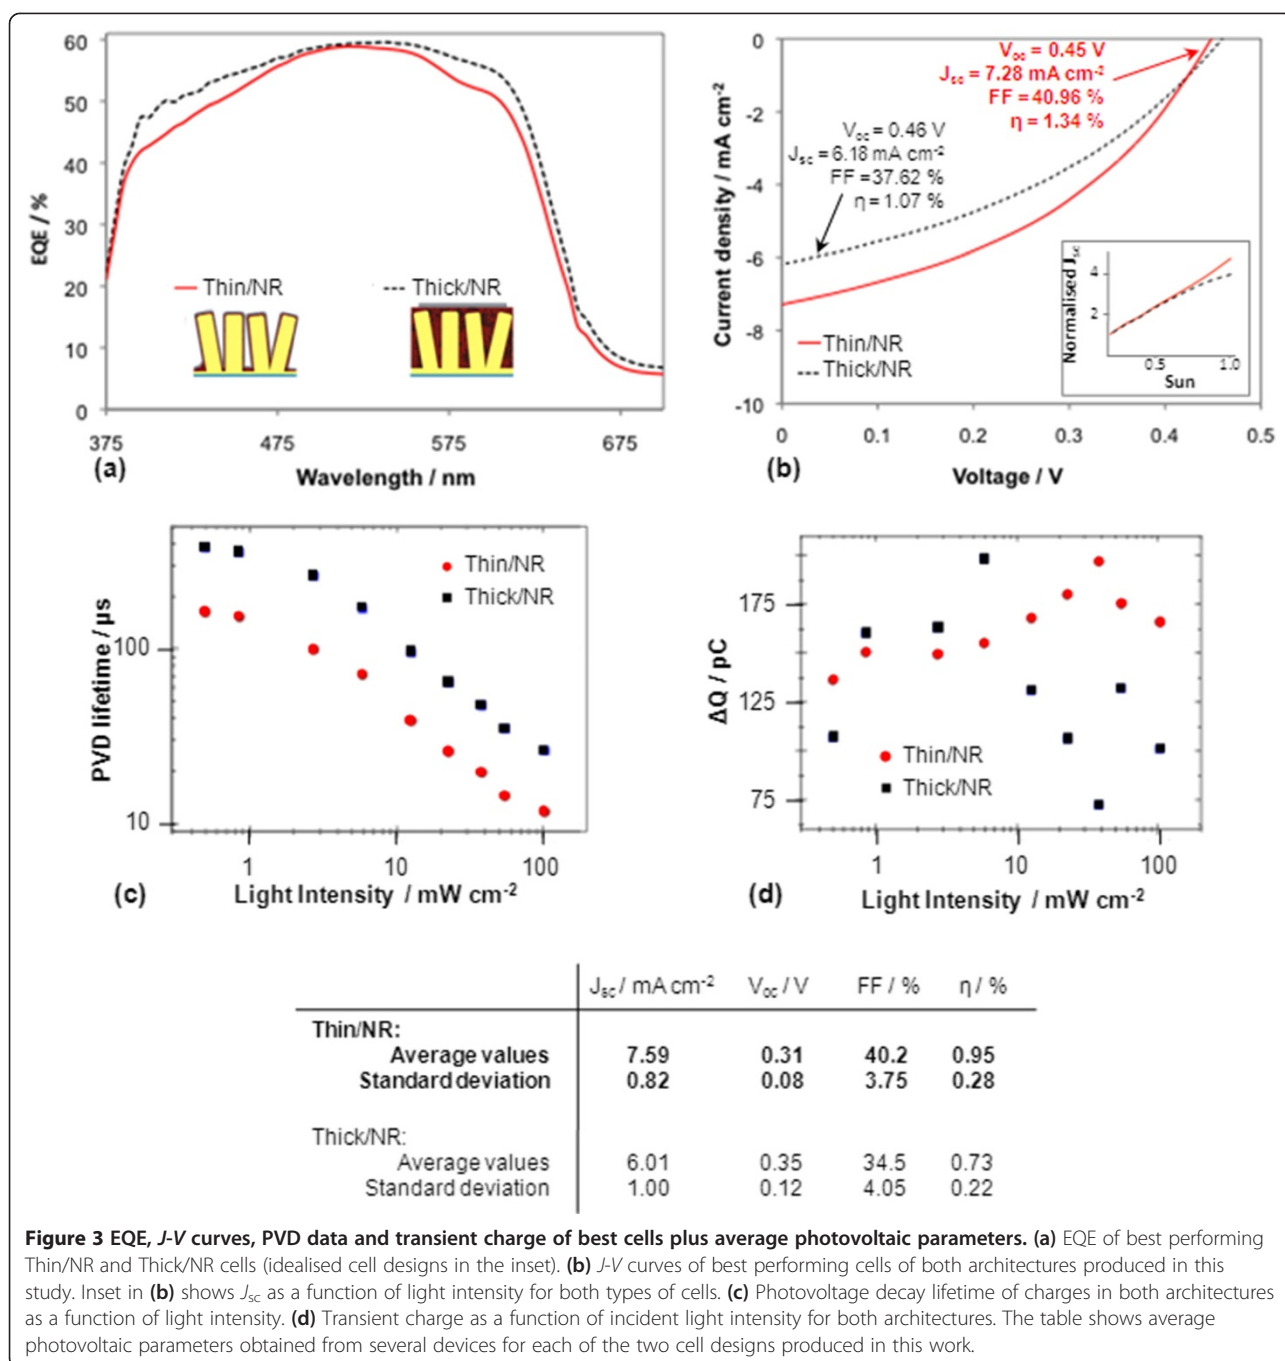 60
50
40
30
20
10
0
EQE / %
Thin/NR
Thick/NR
375
475
575
675
(a)
Wavelength / nm
0
-2
-4
-6
-8
-10
Current density / mA cm-2
Voc = 0.45 V
Jsc = 7.28 mA cm-2
FF = 40.96 %
η = 1.34 %
Voc = 0.46 V
Jsc = 6.18 mA cm-2
FF = 37.62 %
η = 1.07 %
Thin/NR
Thick/NR
Normalised Jsc
4
2
0.5
1.0
Sun
0
0.1
0.2
0.3
0.4
0.5
(b)
Voltage / V
PVD lifetime / μs
100
10
Thin/NR
Thick/NR
1
10
100
(c)
Light Intensity / mW cm-2
ΔQ / pC
175
125
75
Thin/NR
Thick/NR
1
10
100
(d)
Light Intensity / mW cm-2
Jsc / mA cm-2 Voc / V FF / % η / %
Thin/NR:
Average values 7.59 0.31 40.2 0.95
Standard deviation 0.82 0.08 3.75 0.28
Thick/NR:
Average values 6.01 0.35 34.5 0.73
Standard deviation 1.00 0.12 4.05 0.22
Figure 3 EQE, J-V curves, PVD data and transient charge of best cells plus average photovoltaic parameters. (a) EQE of best performing
Thin/NR and Thick/NR cells (idealised cell designs in the inset). (b) J-V curves of best performing cells of both architectures produced in this
study. Inset in (b) shows Jsc as a function of light intensity for both types of cells. (c) Photovoltage decay lifetime of charges in both architectures
as a function of light intensity. (d) Transient charge as a function of incident light intensity for both architectures. The table shows average
photovoltaic parameters obtained from several devices for each of the two cell designs produced in this work.